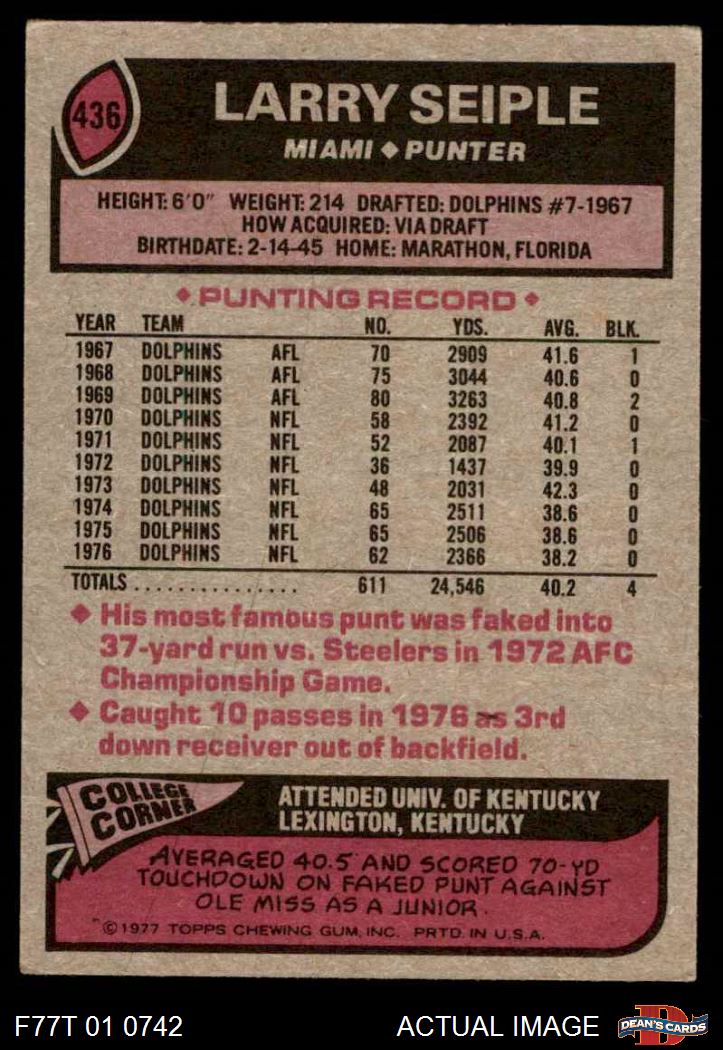 436
LARRY SEIPLE
MIAMI ◆ PUNTER
HEIGHT: 6'0" WEIGHT: 214 DRAFTED: DOLPHINS #7-1967
HOW ACQUIRED: VIA DRAFT
BIRTHDATE: 2-14-45 HOME: MARATHON, FLORIDA
◆ PUNTING RECORD ◆
YEAR TEAM NO. YDS. AVG. BLK.
1967 DOLPHINS AFL 70 2909 41.6 1
1968 DOLPHINS AFL 75 3044 40.6 0
1969 DOLPHINS AFL 80 3263 40.8 2
1970 DOLPHINS NFL 58 2392 41.2 0
1971 DOLPHINS NFL 52 2087 40.1 1
1972 DOLPHINS NFL 36 1437 39.9 0
1973 DOLPHINS NFL 48 2031 42.3 0
1974 DOLPHINS NFL 65 2511 38.6 0
1975 DOLPHINS NFL 65 2506 38.6 0
1976 DOLPHINS NFL 62 2366 38.2 0
TOTALS ............... 611 24,546 40.2 4
◆ His most famous punt was faked into
37-yard run vs. Steelers in 1972 AFC
Championship Game.
◆ Caught 10 passes in 1976 as 3rd
down receiver out of backfield.
COLLEGE
CORNER
ATTENDED UNIV. OF KENTUCKY
LEXINGTON, KENTUCKY
AVERAGED 40.5 AND SCORED 70-YD
TOUCHDOWN ON FAKED PUNT AGAINST
OLE MISS AS A JUNIOR.
© 1977 TOPPS CHEWING GUM, INC. PRTD. IN U.S.A.
F77T 01 0742 ACTUAL IMAGE
D
DEAN'S CARDS